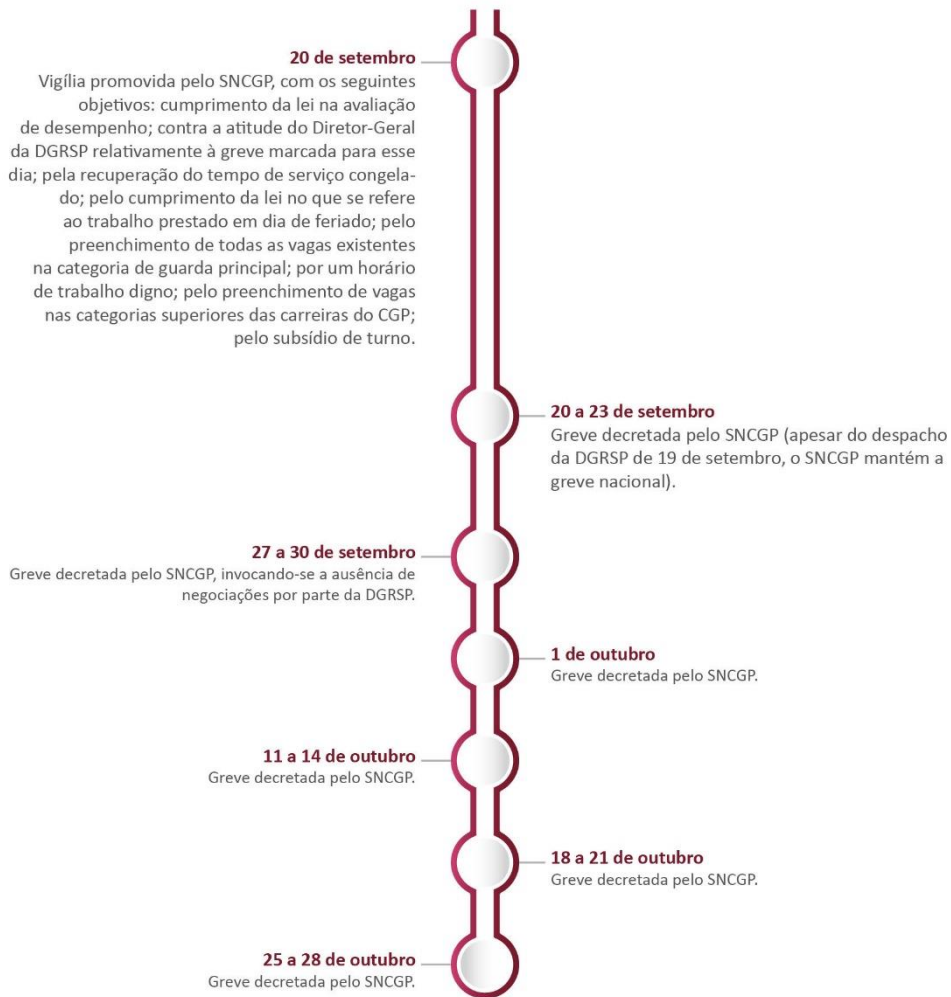 20 de setembro
Vigília promovida pelo SNCGP, com os seguintes
objetivos: cumprimento da lei na avaliação
de desempenho; contra a atitude do Diretor-Geral
da DGRSP relativamente à greve marcada para esse
dia; pela recuperação do tempo de serviço congela-
do; pelo cumprimento da lei no que se refere
ao trabalho prestado em dia de feriado; pelo
preenchimento de todas as vagas existentes
na categoria de guarda principal; por um horário
de trabalho digno; pelo preenchimento de vagas
nas categorias superiores das carreiras do CGP;
pelo subsídio de turno.
20 a 23 de setembro
Greve decretada pelo SNCGP (apesar do despacho
da DGRSP de 19 de setembro, o SNCGP mantém a
greve nacional).
27 a 30 de setembro
Greve decretada pelo SNCGP, invocando-se a ausência de
negociações por parte da DGRSP.
1 de outubro
Greve decretada pelo SNCGP.
11 a 14 de outubro
Greve decretada pelo SNCGP.
18 a 21 de outubro
Greve decretada pelo SNCGP.
25 a 28 de outubro
Greve decretada pelo SNCGP.